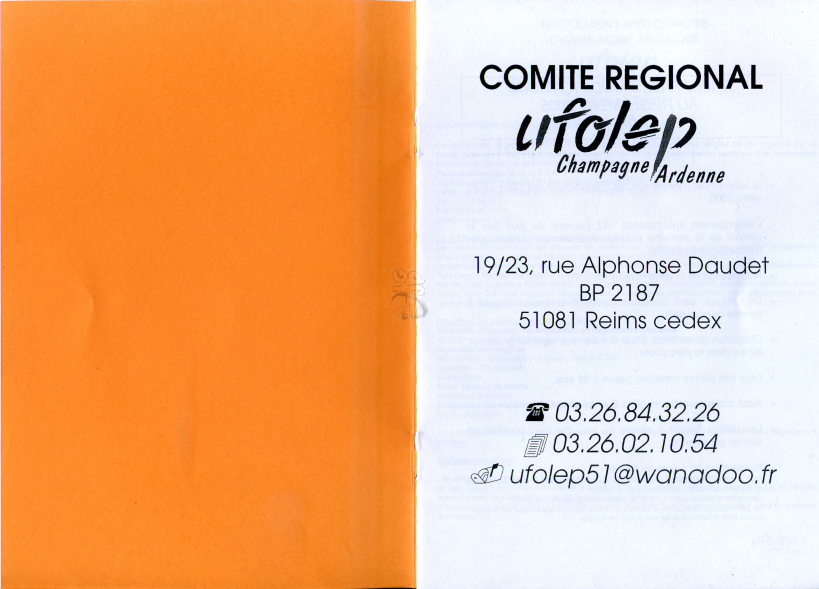 COMITE REGIONAL
ufolep
Champagne Ardenne
19/23, rue Alphonse Daudet
BP 2187
51081 Reims cedex
03.26.84.32.26
03.26.02.10.54
ufolep51@wanadoo.fr